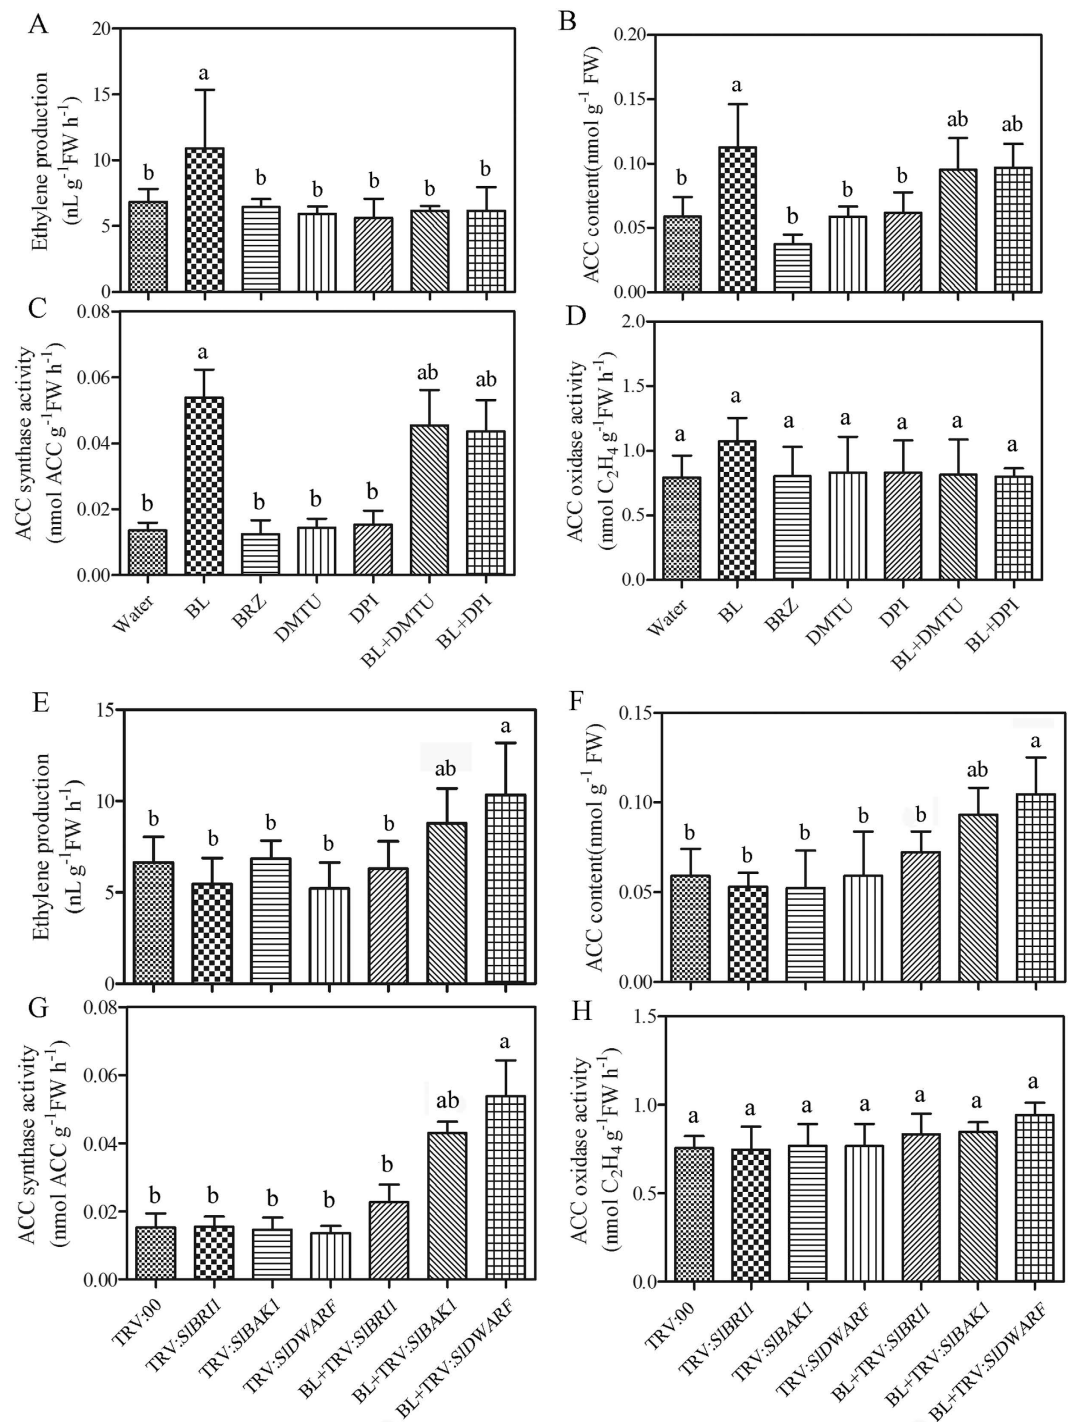 A
Ethylene production
(nL g-1FW h-1)
20
15
10
5
0
b
a
b
b
b
b
b
B
ACC content(nmol g-1 FW)
0.20
0.15
0.10
0.05
0.00
b
a
b
b
b
ab
ab
C
ACC synthase activity
(nmol ACC g-1FW h-1)
0.08
0.06
0.04
0.02
0.00
b
a
b
b
b
ab
ab
Water
BL
BRZ
DMTU
DPI
BL+DMTU
BL+DPI
D
ACC oxidase activity
(nmol C2H4 g-1FW h-1)
2.0
1.5
1.0
0.5
0.0
a
a
a
a
a
a
a
Water
BL
BRZ
DMTU
DPI
BL+DMTU
BL+DPI
E
Ethylene production
(nL g-1FW h-1)
15
10
5
0
b
b
b
b
b
ab
a
F
ACC content(nmol g-1 FW)
0.15
0.10
0.05
0.00
b
b
b
b
b
ab
a
G
ACC synthase activity
(nmol ACC g-1FW h-1)
0.08
0.06
0.04
0.02
0.00
b
b
b
b
b
ab
a
TRV:00
TRV:SlBRI1
TRV:SlBAK1
TRV:SlDWARF
BL+TRV:SlBRI1
BL+TRV:SlBAK1
BL+TRV:SlDWARF
H
ACC oxidase activity
(nmol C2H4 g-1FW h-1)
1.5
1.0
0.5
0.0
a
a
a
a
a
a
a
TRV:00
TRV:SlBRI1
TRV:SlBAK1
TRV:SlDWARF
BL+TRV:SlBRI1
BL+TRV:SlBAK1
BL+TRV:SlDWARF